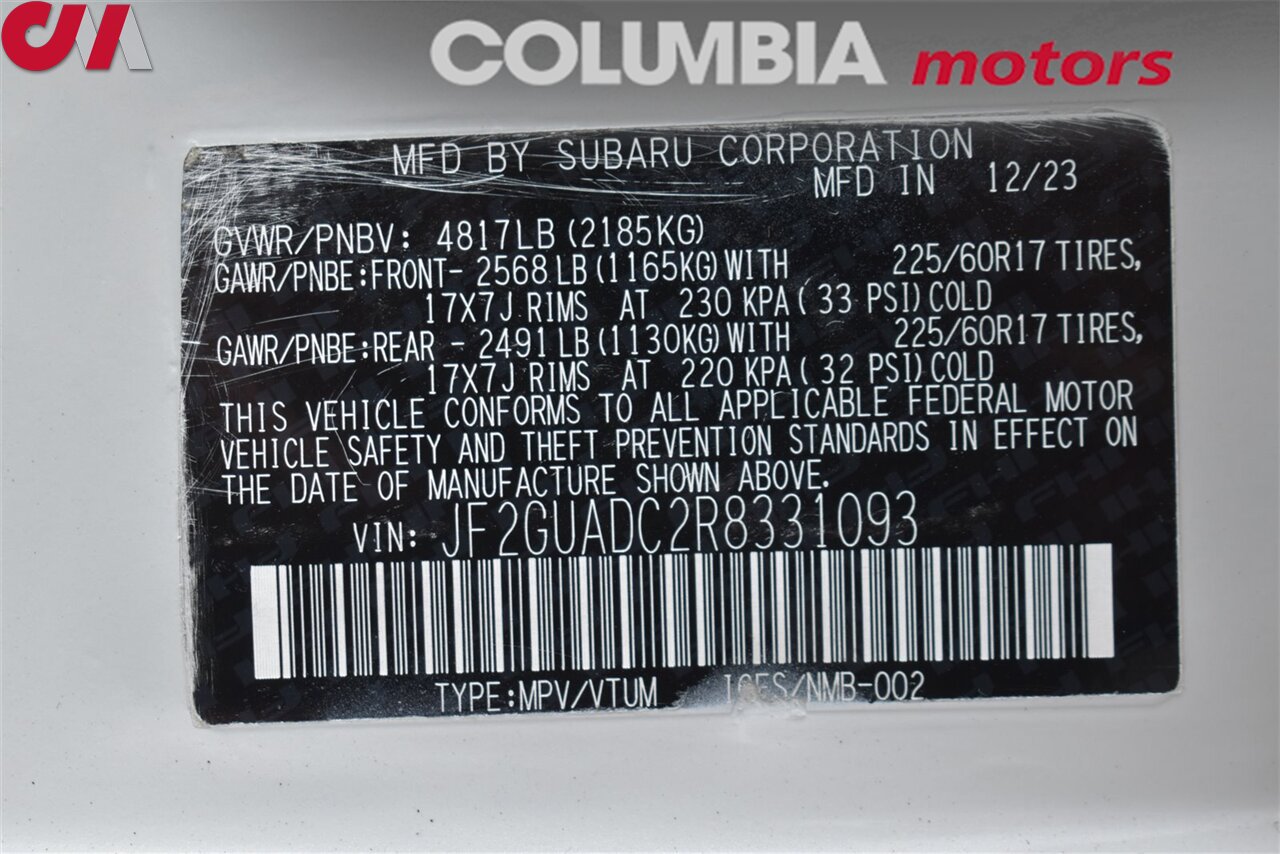 CM
COLUMBIA motors
MFD BY SUBARU CORPORATION
MFD IN 12/23
GVWR/PNBV: 4817LB (2185KG)
GAWR/PNBE:FRONT- 2568 LB (1165KG) WITH 225/60R17 TIRES,
17X7J RIMS AT 230 KPA ( 33 PSI) COLD
GAWR/PNBE:REAR - 2491 LB (1130KG) WITH 225/60R17 TIRES,
17X7J RIMS AT 220 KPA ( 32 PSI) COLD
THIS VEHICLE CONFORMS TO ALL APPLICABLE FEDERAL MOTOR
VEHICLE SAFETY AND THEFT PREVENTION STANDARDS IN EFFECT ON
THE DATE OF MANUFACTURE SHOWN ABOVE.
VIN: JF2GUADC2R8331093
TYPE:MPV/VTUM ICES/NMB-002